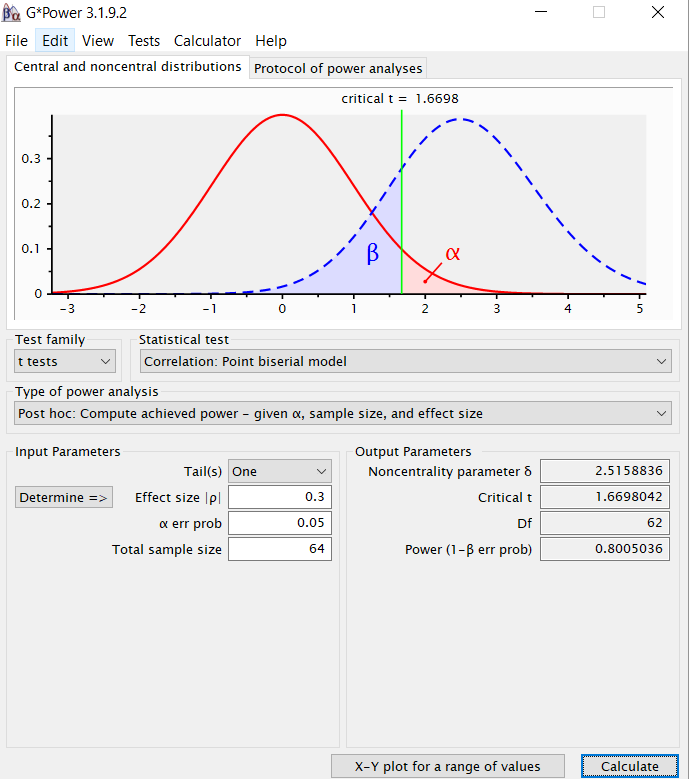 G*Power 3.1.9.2
File Edit View Tests Calculator Help
Central and noncentral distributions Protocol of power analyses
critical t = 1.6698
0.3
0.2
0.1
0
β
α
-3 -2 -1 0 1 2 3 4 5
Test family Statistical test
t tests Correlation: Point biserial model
Type of power analysis
Post hoc: Compute achieved power - given α, sample size, and effect size
Input Parameters
Tail(s) One
Determine => Effect size |ρ| 0.3
α err prob 0.05
Total sample size 64
Output Parameters
Noncentrality parameter δ 2.5158836
Critical t 1.6698042
Df 62
Power (1-β err prob) 0.8005036
X-Y plot for a range of values Calculate